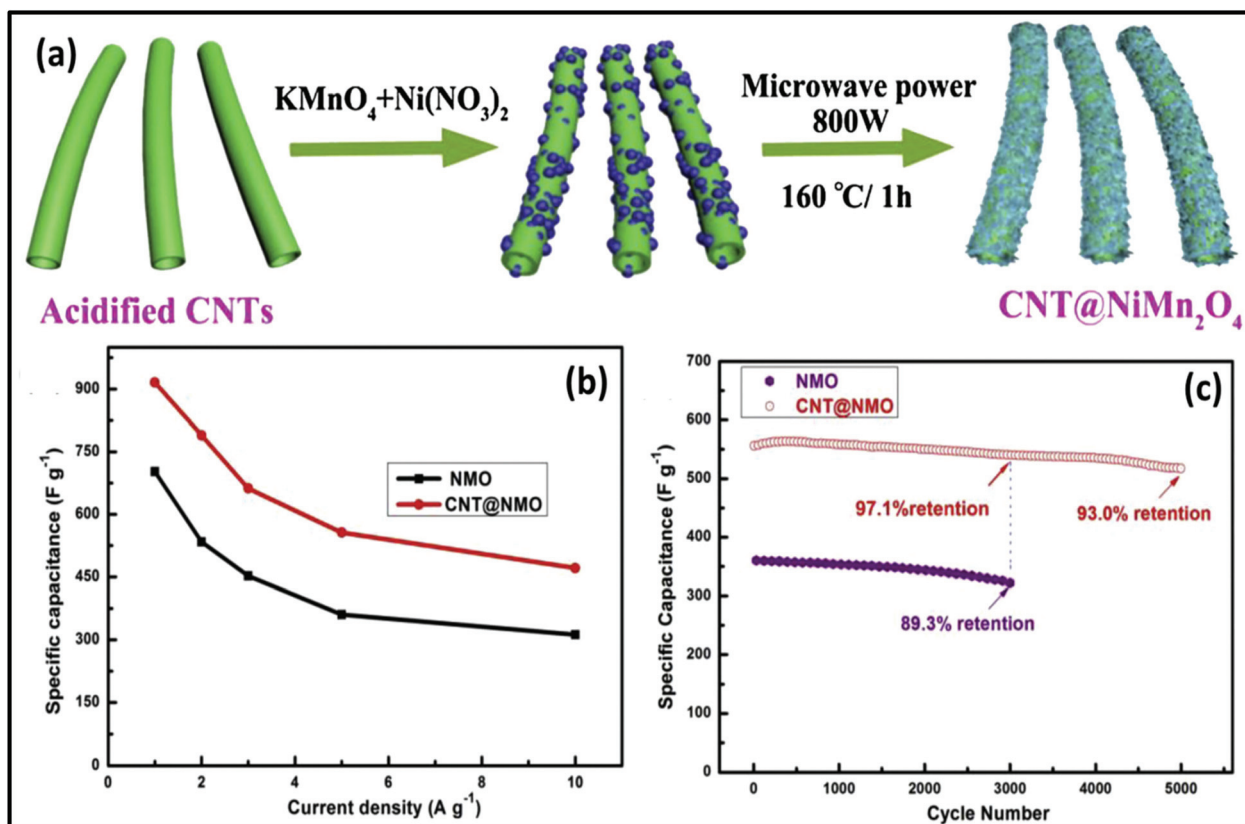 (a)
KMnO₄+Ni(NO₃)₂
Microwave power
800W
160 °C/ 1h
Acidified CNTs
CNT@NiMn₂O₄
(b)
Specific capacitance (F g⁻¹)
900
750
600
450
300
150
0
NMO
CNT@NMO
0
2
4
6
8
10
Current density (A g⁻¹)
(c)
Specific Capacitance (F g⁻¹)
700
600
500
400
300
200
100
0
NMO
CNT@NMO
97.1%retention
93.0% retention
89.3% retention
0
1000
2000
3000
4000
5000
Cycle Number